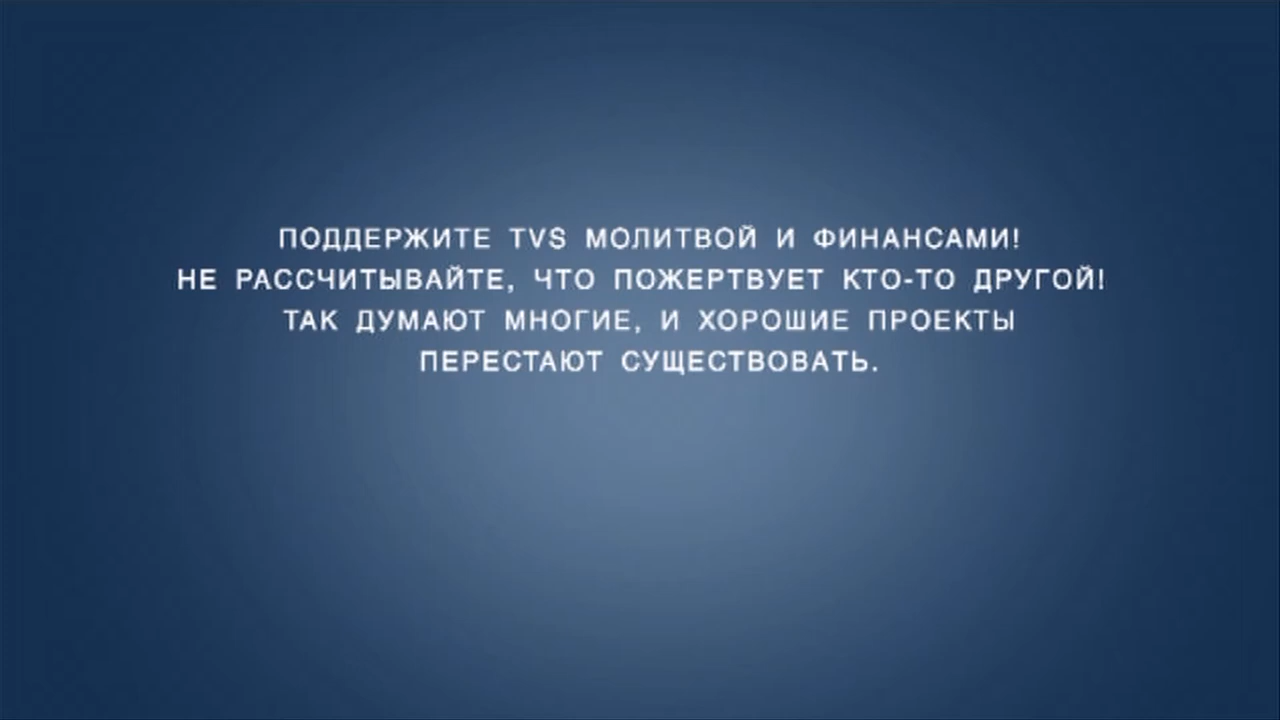 ПОДДЕРЖИТЕ TVS МОЛИТВОЙ И ФИНАНСАМИ!
НЕ РАССЧИТЫВАЙТЕ, ЧТО ПОЖЕРТВУЕТ КТО-ТО ДРУГОЙ!
ТАК ДУМАЮТ МНОГИЕ, И ХОРОШИЕ ПРОЕКТЫ
ПЕРЕСТАЮТ СУЩЕСТВОВАТЬ.